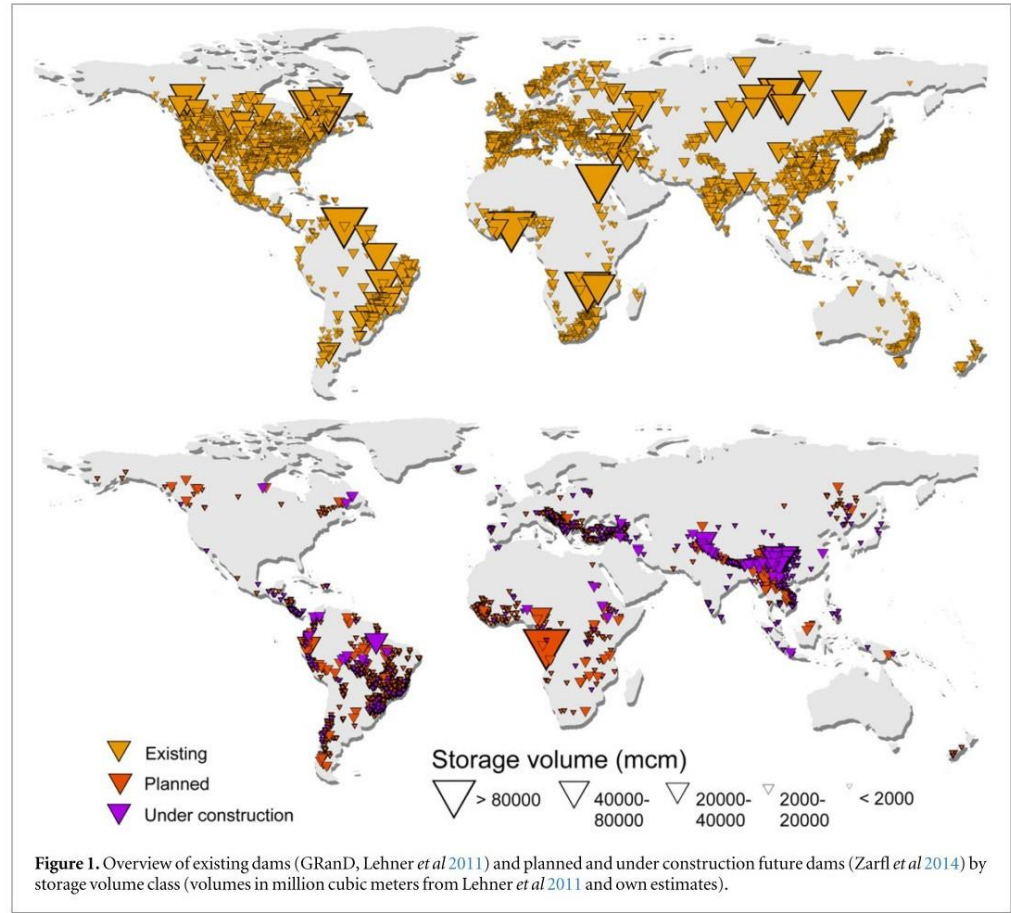 Existing
Planned
Under construction
Storage volume (mcm)
> 80000
40000-
80000
20000-
40000
2000-
20000
< 2000
Figure 1. Overview of existing dams (GRanD, Lehner et al 2011) and planned and under construction future dams (Zarfl et al 2014) by
storage volume class (volumes in million cubic meters from Lehner et al 2011 and own estimates).